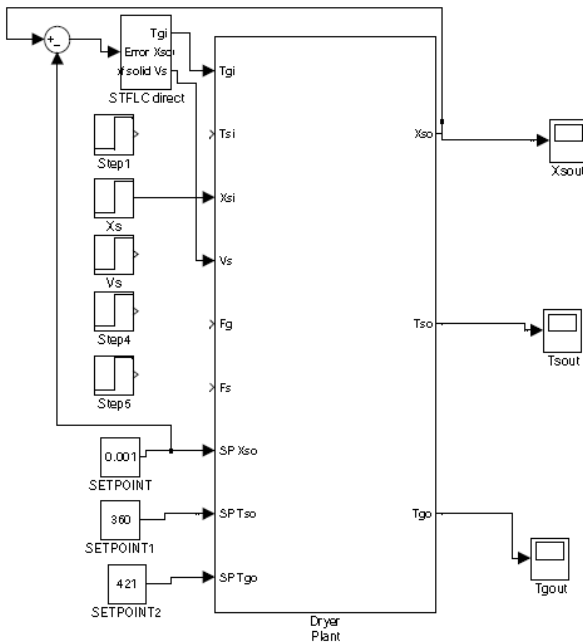 Tgi
Error Xso
of solid Vs
STFLC direct
Step1
Xs
Vs
Step4
Step5
0.001
SETPOINT
360
SETPOINT1
421
SETPOINT2
Tgi
Tsi
Xsi
Vs
Fg
Fs
SP Xso
SP Tso
SP Tgo
Xso
Tso
Tgo
Dryer
Plant
Xsout
Tsout
Tgout